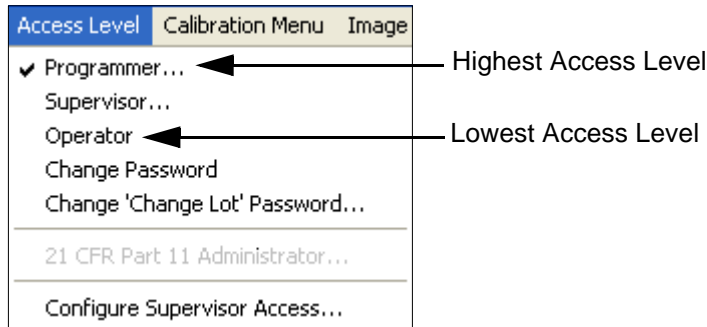 Access Level Calibration Menu Image
Programmer... Highest Access Level
Supervisor...
Operator Lowest Access Level
Change Password
Change 'Change Lot' Password...
21 CFR Part 11 Administrator...
Configure Supervisor Access...